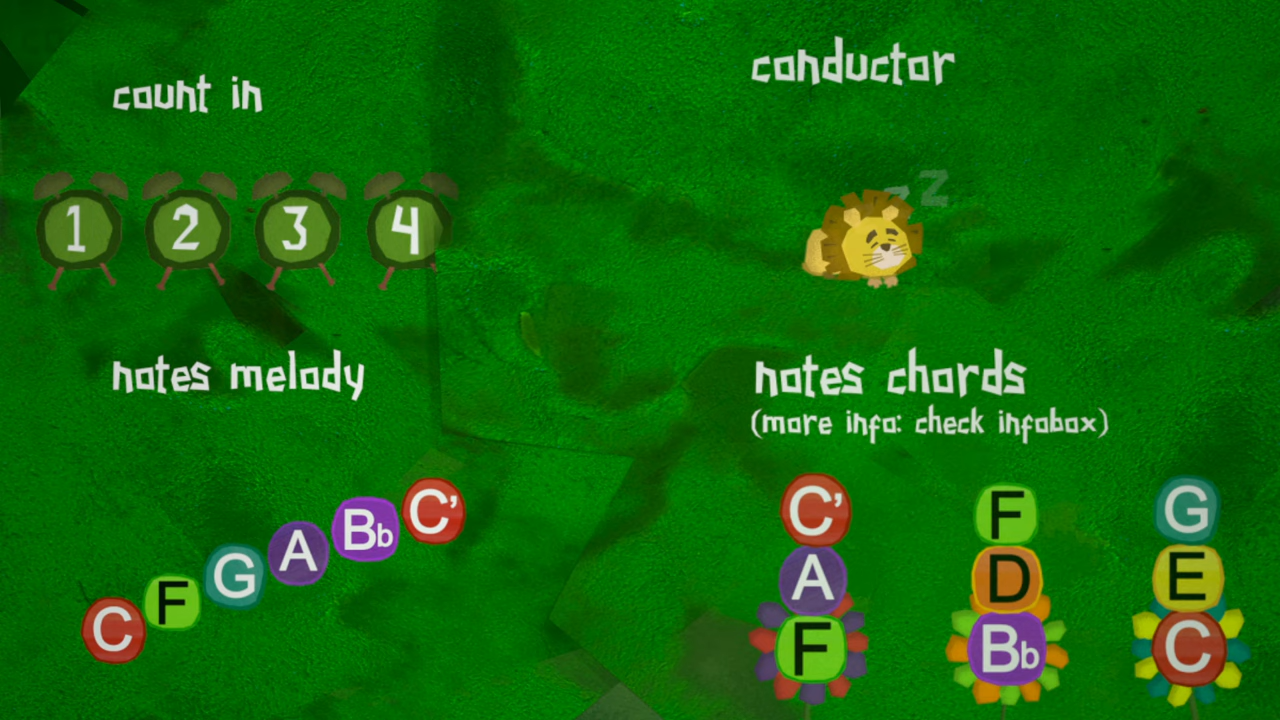 count in
conductor
z z
1 2 3 4
notes melody
notes chords
(more info: check infobox)
C F G A Bb C'
C' F G
A D E
F Bb C